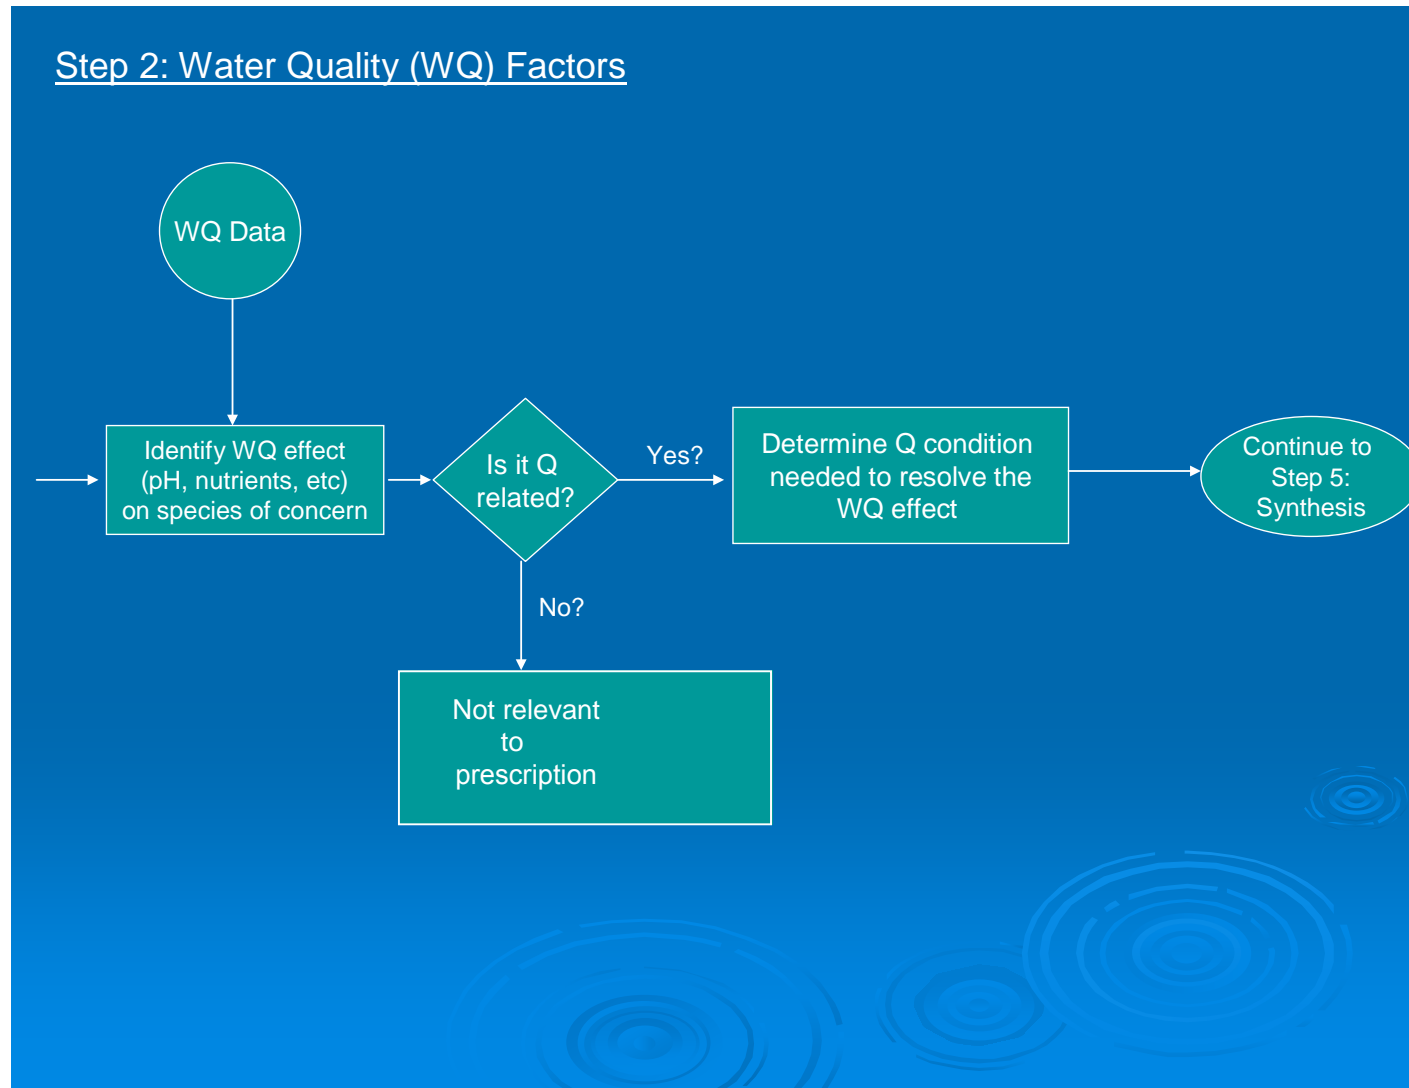 Step 2: Water Quality (WQ) Factors
WQ Data
Identify WQ effect
(pH, nutrients, etc)
on species of concern
Is it Q
related?
Yes?
Determine Q condition
needed to resolve the
WQ effect
Continue to
Step 5:
Synthesis
No?
Not relevant
to
prescription